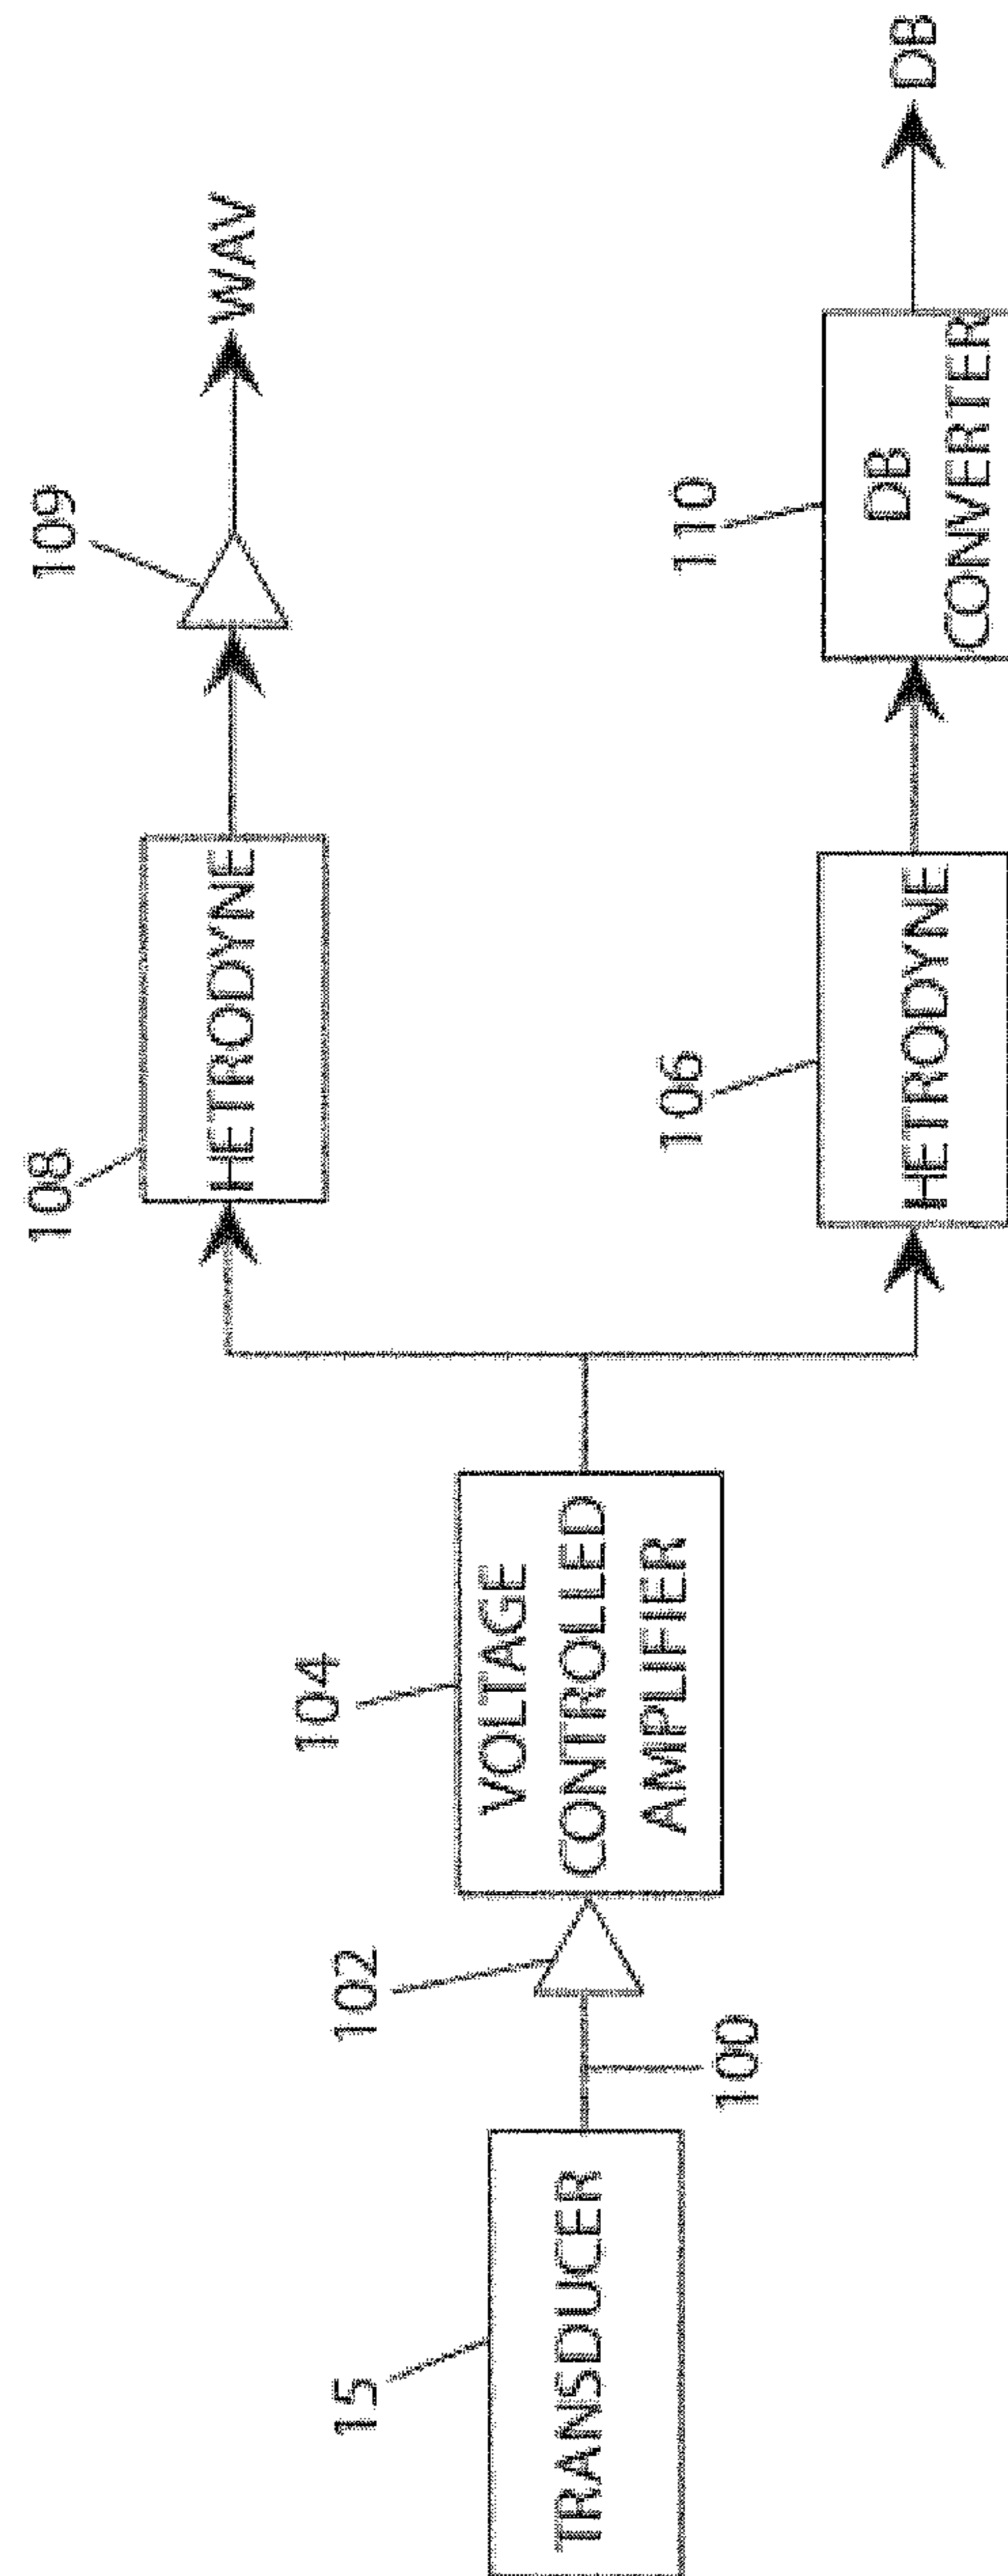 15
TRANSDUCER
100
102
104
VOLTAGE
CONTROLLED
AMPLIFIER
108
HETRODYNE
109
WAV
106
HETRODYNE
110
DB
CONVERTER
DB